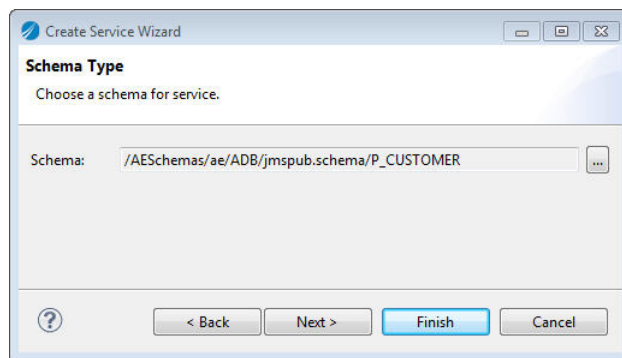 Create Service Wizard
Schema Type
Choose a schema for service.
Schema: /AESchemas/ae/ADB/jmspub.schema/P_CUSTOMER ...
? < Back Next > Finish Cancel